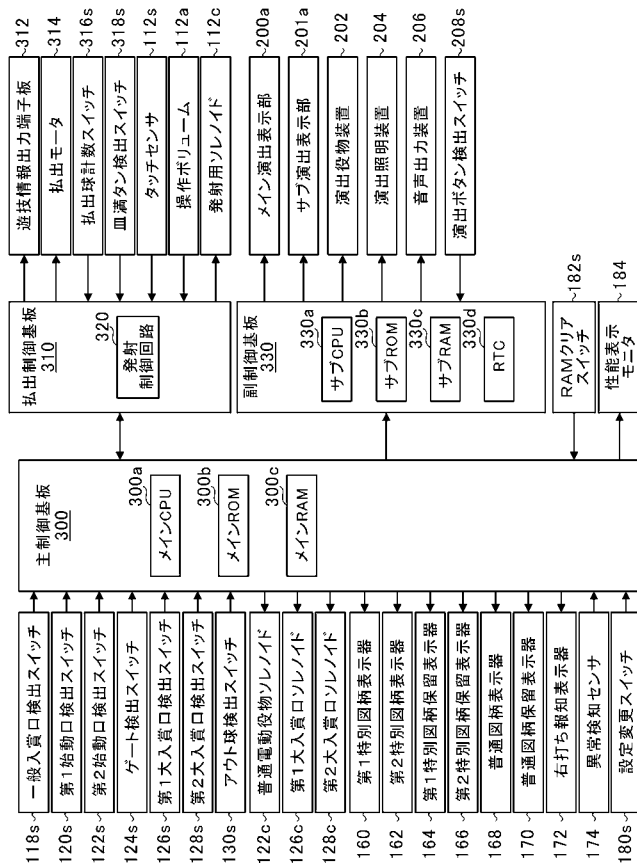 312
遊技情報出力端子板
314
払出モータ
316s
払出球計数スイッチ
318s
皿満タン検出スイッチ
112s
タッチセンサ
112a
操作ボリューム
112c
発射用ソレノイド
200a
メイン演出表示部
201a
サブ演出表示部
202
演出役物装置
204
演出照明装置
206
音声出力装置
208s
演出ボタン検出スイッチ
払出制御基板
310
320
発射
制御回路
副制御基板
330
330a
サブCPU
330b
サブROM
330c
サブRAM
330d
RTC
182s
RAMクリア
スイッチ
184
性能表示
モニタ
主制御基板
300
300a
メインCPU
300b
メインROM
300c
メインRAM
一般入賞口検出スイッチ
118s
第1始動口検出スイッチ
120s
第2始動口検出スイッチ
122s
ゲート検出スイッチ
124s
第1大入賞口検出スイッチ
126s
第2大入賞口検出スイッチ
128s
アウト球検出スイッチ
130s
普通電動役物ソレノイド
122c
第1大入賞口ソレノイド
126c
第2大入賞口ソレノイド
128c
第1特別図柄表示器
160
第2特別図柄表示器
162
第1特別図柄保留表示器
164
第2特別図柄保留表示器
166
普通図柄表示器
168
普通図柄保留表示器
170
右打ち報知表示器
172
異常検知センサ
174
設定変更スイッチ
180s